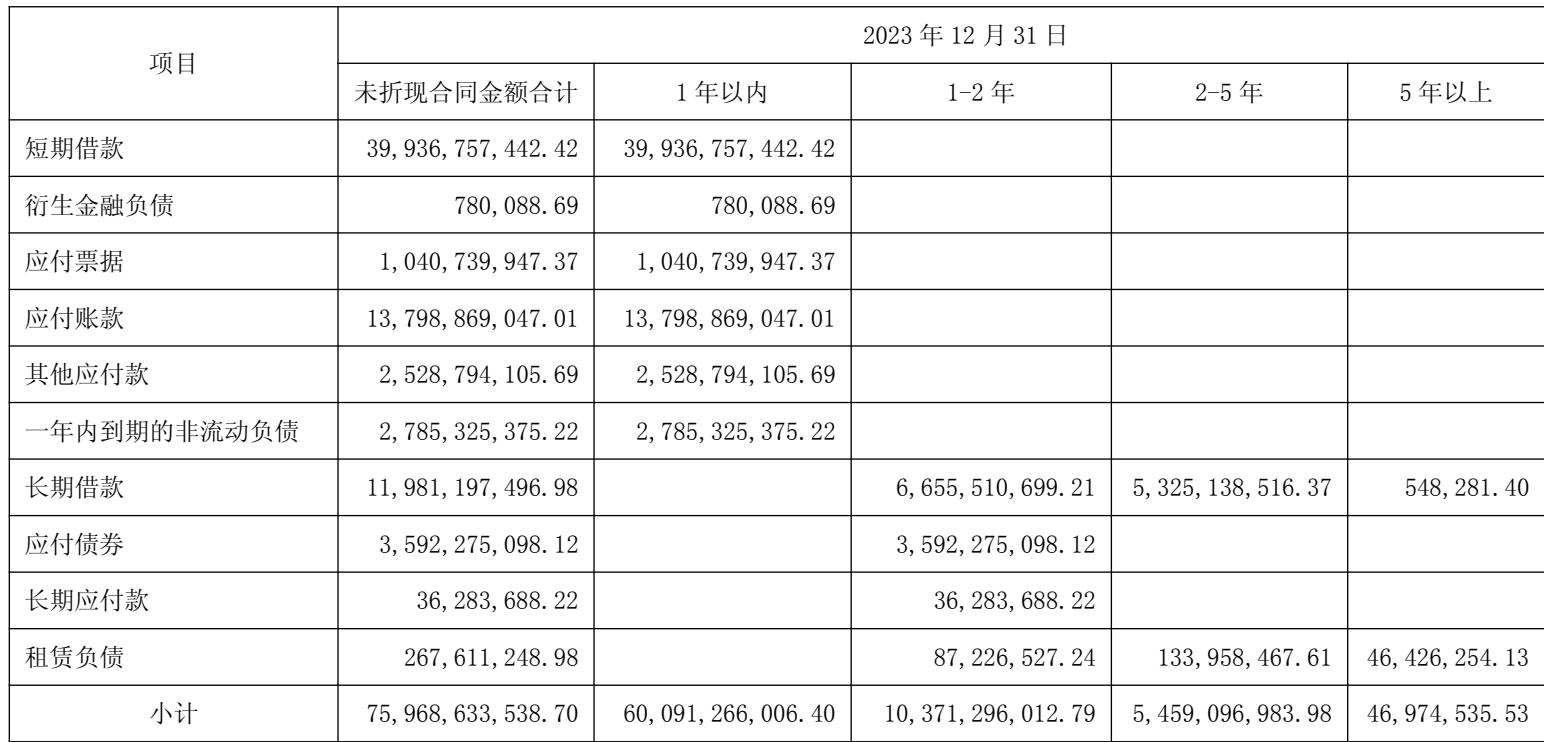 项目 2023 年 12 月 31 日
未折现合同金额合计 1 年以内 1-2 年 2-5 年 5 年以上
短期借款 39,936,757,442.42 39,936,757,442.42
衍生金融负债 780,088.69 780,088.69
应付票据 1,040,739,947.37 1,040,739,947.37
应付账款 13,798,869,047.01 13,798,869,047.01
其他应付款 2,528,794,105.69 2,528,794,105.69
一年内到期的非流动负债 2,785,325,375.22 2,785,325,375.22
长期借款 11,981,197,496.98 6,655,510,699.21 5,325,138,516.37 548,281.40
应付债券 3,592,275,098.12 3,592,275,098.12
长期应付款 36,283,688.22 36,283,688.22
租赁负债 267,611,248.98 87,226,527.24 133,958,467.61 46,426,254.13
小计 75,968,633,538.70 60,091,266,006.40 10,371,296,012.79 5,459,096,983.98 46,974,535.53